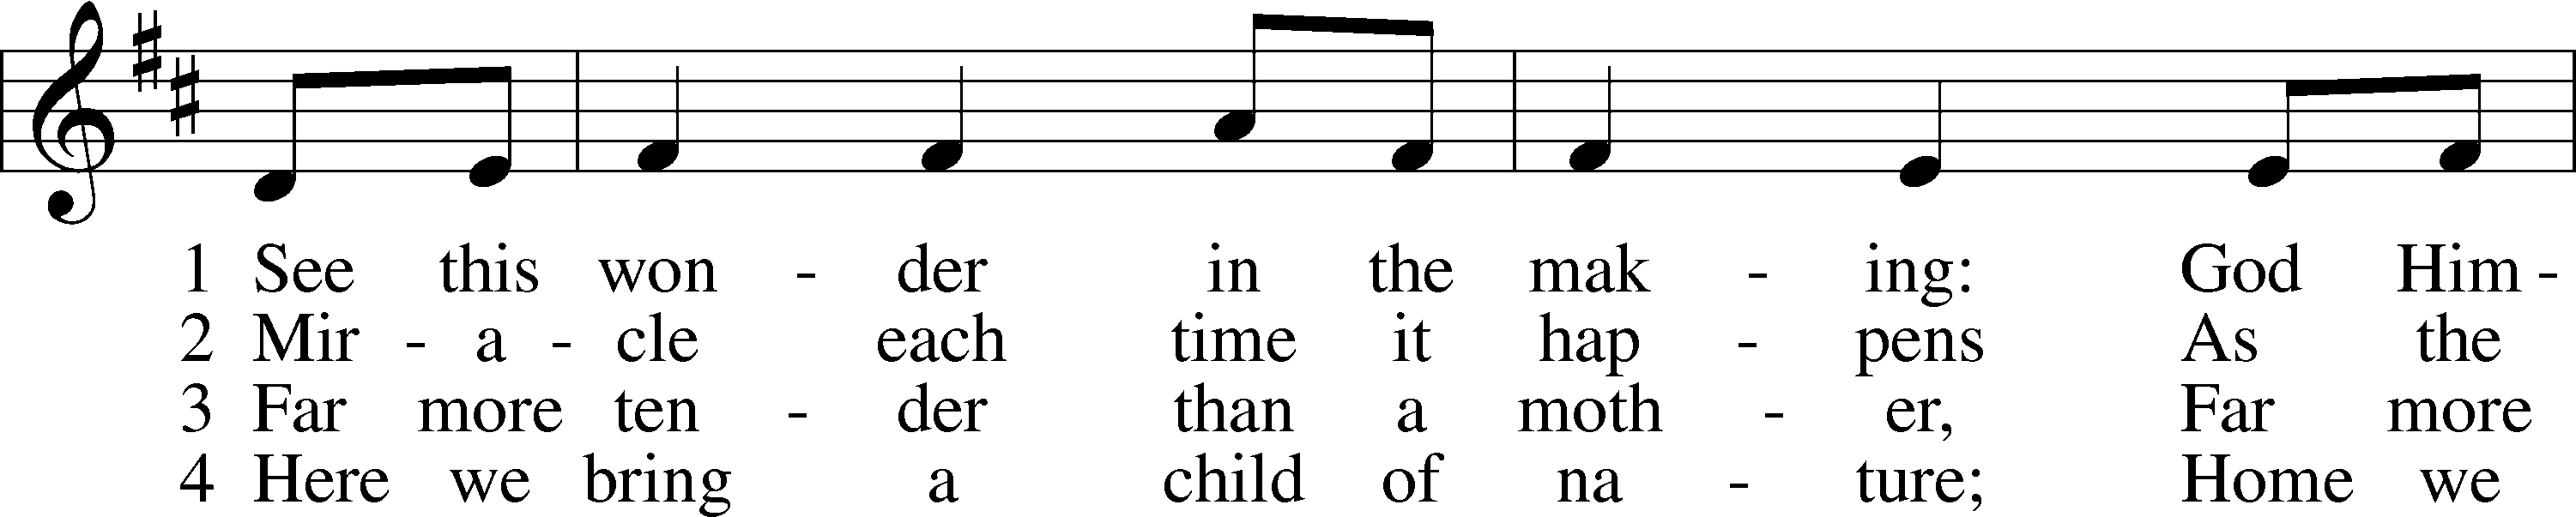 1 See this won - der in the mak - ing: God Him -
2 Mir - a - cle each time it hap - pens As the
3 Far more ten - der than a moth - er, Far more
4 Here we bring a child of na - ture; Home we